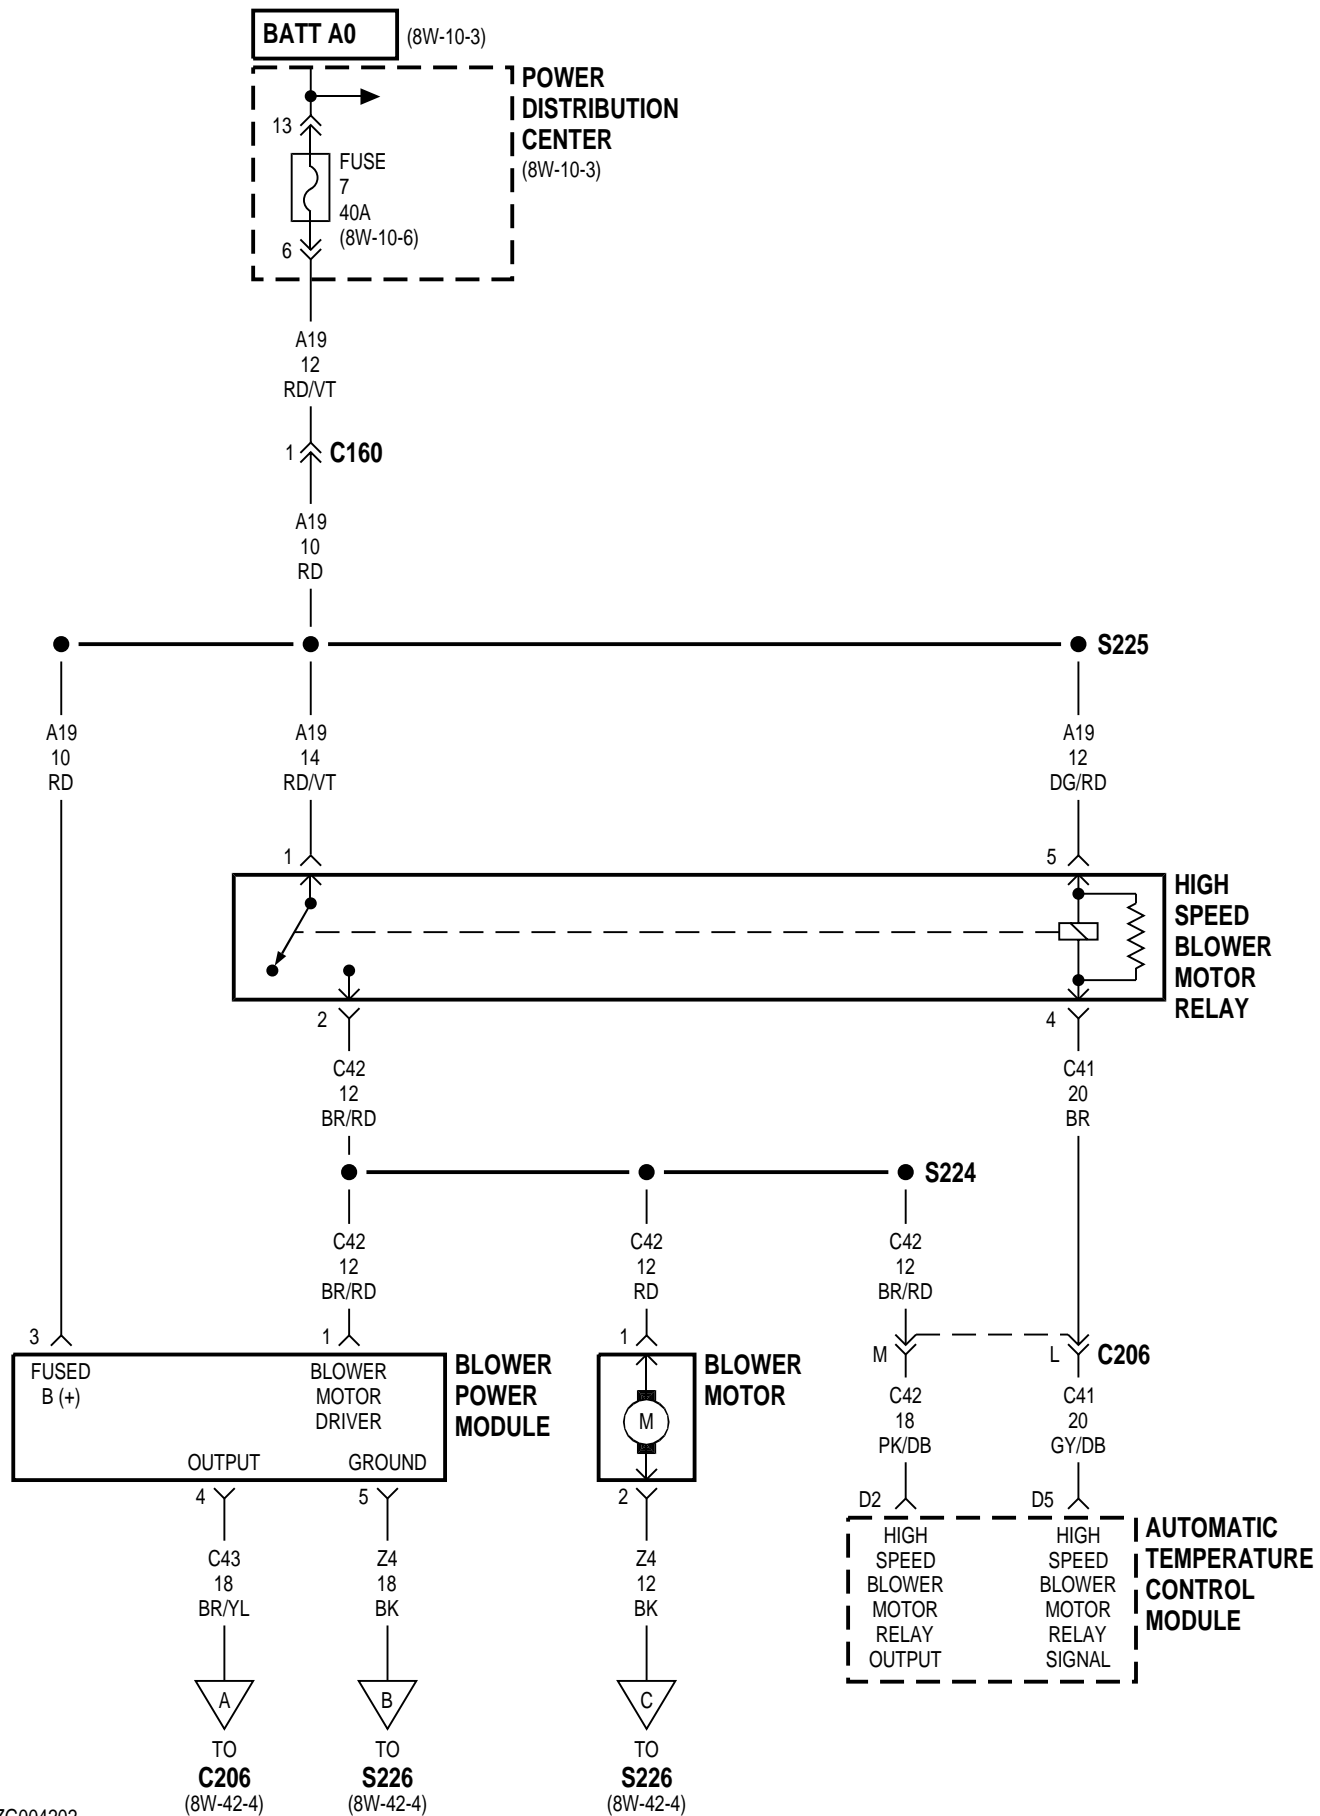 BATT A0 (8W-10-3)
POWER
DISTRIBUTION
CENTER
(8W-10-3)
13
FUSE
7
40A
(8W-10-6)
6
A19
12
RD/VT
1 C160
A19
10
RD
S225
A19
10
RD
A19
14
RD/VT
A19
12
DG/RD
1
5
HIGH
SPEED
BLOWER
MOTOR
RELAY
2
4
C42
12
BR/RD
C41
20
BR
S224
C42
12
BR/RD
C42
12
RD
C42
12
BR/RD
3
1
1
M
L
C206
FUSED
B (+)
BLOWER
MOTOR
DRIVER
OUTPUT
GROUND
BLOWER
POWER
MODULE
M
BLOWER
MOTOR
C42
18
PK/DB
C41
20
GY/DB
4
5
2
D2
D5
C43
18
BR/YL
Z4
18
BK
Z4
12
BK
HIGH
SPEED
BLOWER
MOTOR
RELAY
OUTPUT
HIGH
SPEED
BLOWER
MOTOR
RELAY
SIGNAL
AUTOMATIC
TEMPERATURE
CONTROL
MODULE
A
TO
C206
(8W-42-4)
B
TO
S226
(8W-42-4)
C
TO
S226
(8W-42-4)